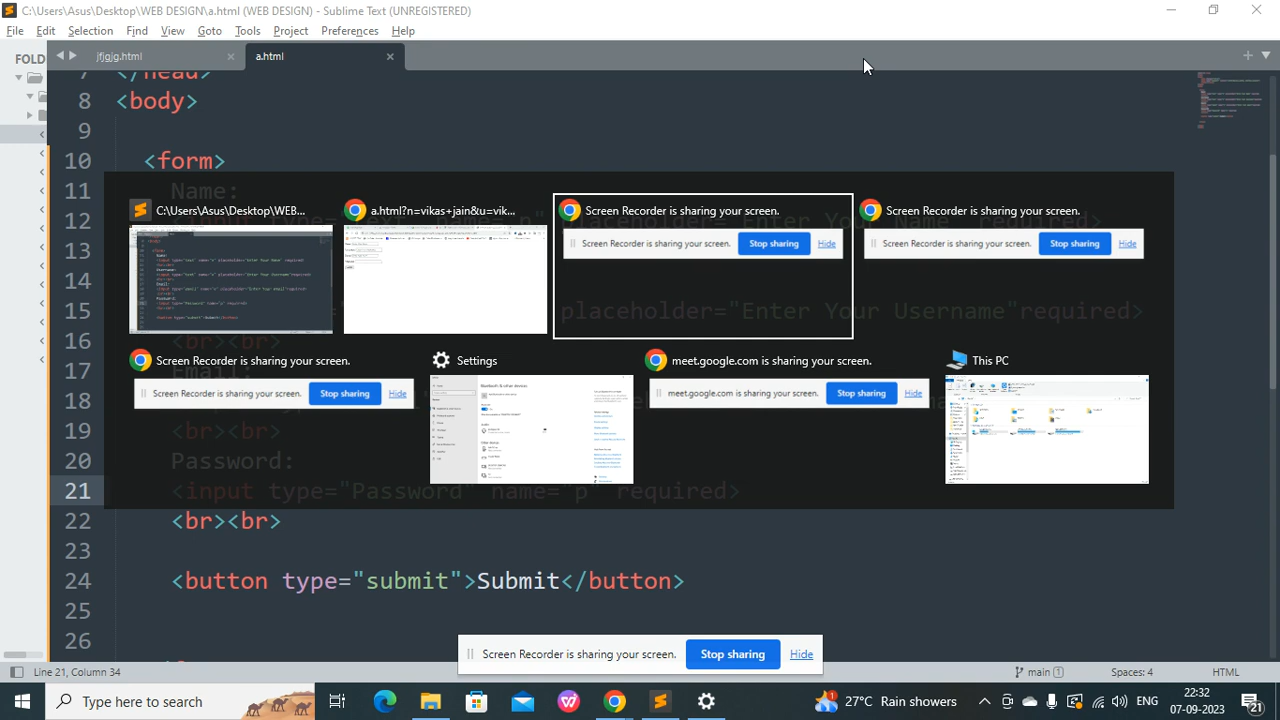 C:\Users\Asus\Desktop\WEB DESIGN\a.html (WEB DESIGN) - Sublime Text (UNREGISTERED)
File Edit Selection Find View Goto Tools Project Preferences Help
FOLD
jfjgjg.html
a.html
7 </head>
8 <body>
9
10 <form>
11 Name:
12
13
14
15 placeholder="Enter Your Username"required>
16 <br><br>
17 Email:
18
19 <br><br>
20 Password:
21 <input type="Password" name="p" required>
22 <br><br>
23
24 <button type="submit">Submit</button>
25
26
C:\Users\Asus\Desktop\WEB...
a.html?n=vikas+jain&u=vik...
Screen Recorder is sharing your screen.
Screen Recorder is sharing your screen.
Screen Recorder is sharing your screen. Stop sharing Hide
Screen Recorder is sharing your screen. Stop sharing Hide
Screen Recorder is sharing your screen.
Settings
meet.google.com is sharing your screen.
This PC
Screen Recorder is sharing your screen. Stop sharing Hide
meet.google.com is sharing your screen. Stop sharing Hide
Screen Recorder is sharing your screen. Stop sharing Hide
Line 21, Column 34
main 1
Spaces: 4
HTML
Type here to search
27°C Rain showers
ENG
22:32
07-09-2023
21